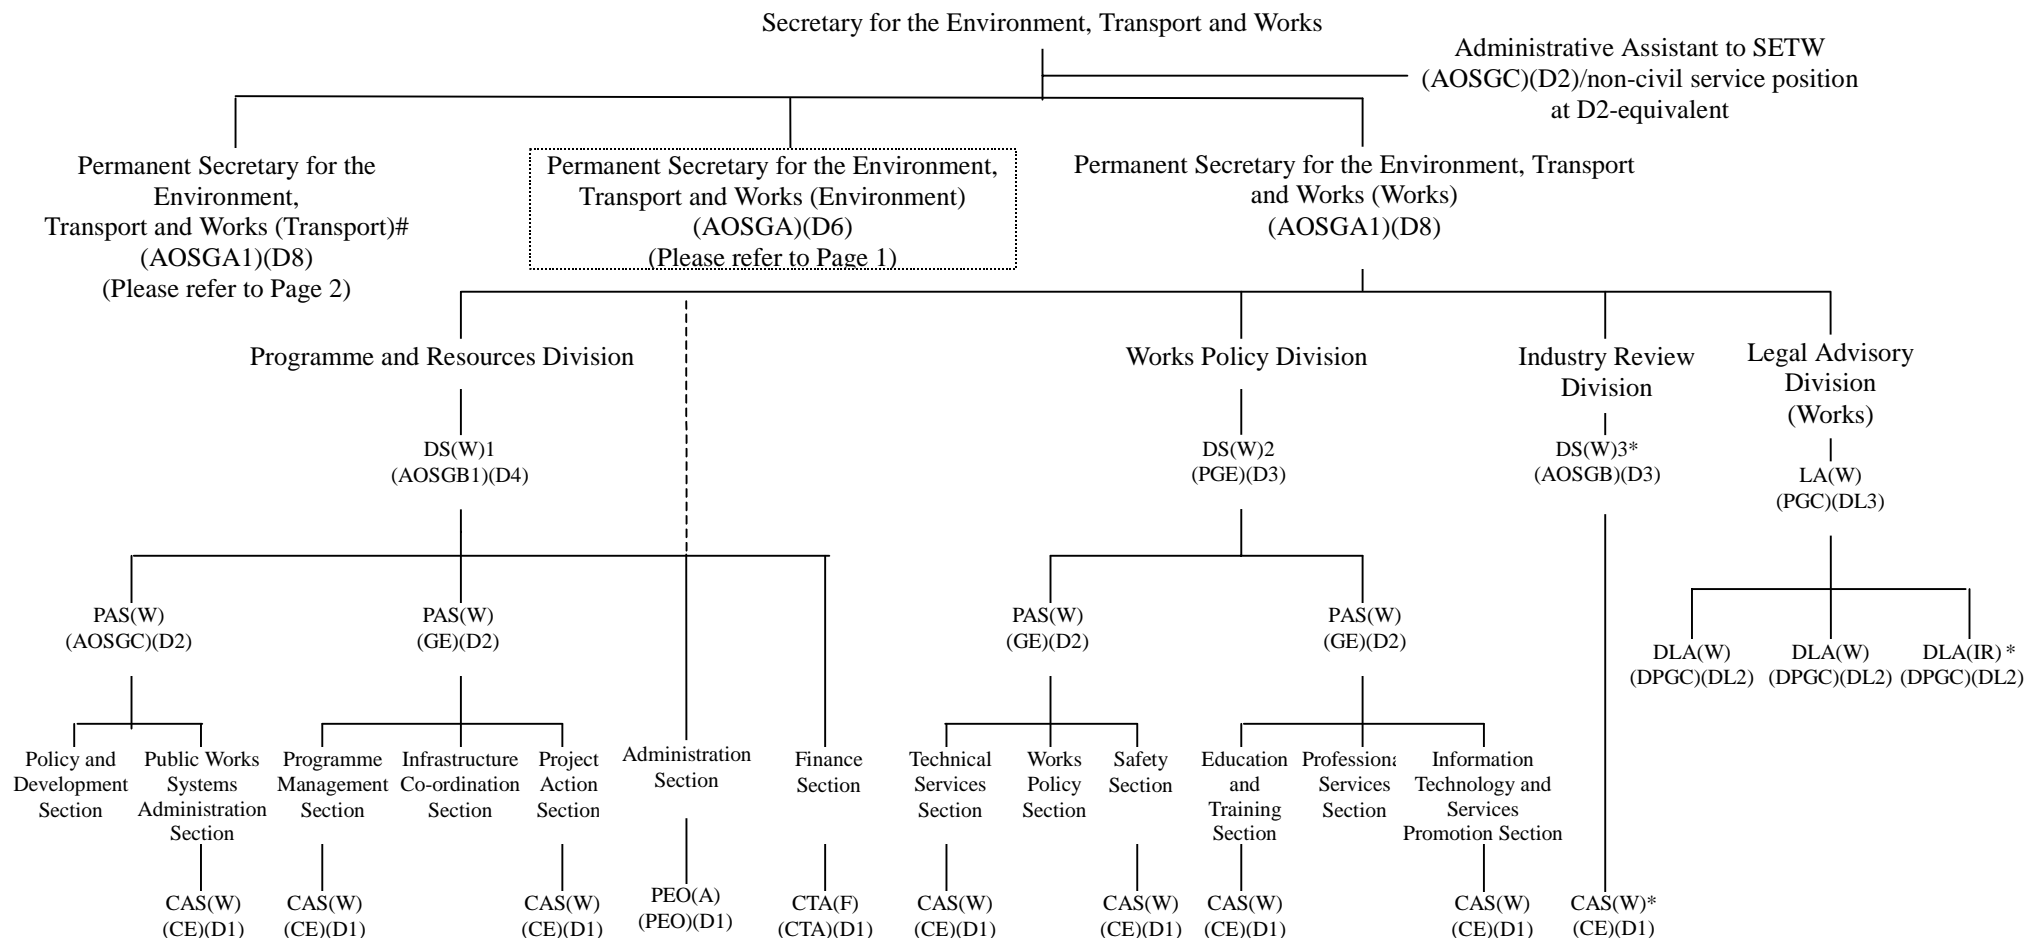 Secretary for the Environment, Transport and Works
Administrative Assistant to SETW
(AOSGC)(D2)/non-civil service position
at D2-equivalent
Permanent Secretary for the
Environment,
Transport and Works (Transport)#
(AOSGA1)(D8)
(Please refer to Page 2)
Permanent Secretary for the Environment,
Transport and Works (Environment)
(AOSGA)(D6)
(Please refer to Page 1)
Permanent Secretary for the Environment, Transport
and Works (Works)
(AOSGA1)(D8)
Programme and Resources Division
Works Policy Division
Industry Review
Division
Legal Advisory
Division
(Works)
DS(W)1
(AOSGB1)(D4)
DS(W)2
(PGE)(D3)
DS(W)3*
(AOSGB)(D3)
LA(W)
(PGC)(DL3)
PAS(W)
(AOSGC)(D2)
PAS(W)
(GE)(D2)
PAS(W)
(GE)(D2)
PAS(W)
(GE)(D2)
DLA(W)
(DPGC)(DL2)
DLA(W)
(DPGC)(DL2)
DLA(IR) *
(DPGC)(DL2)
Policy and
Development
Section
Public Works
Systems
Administration
Section
Programme
Management
Section
Infrastructure
Co-ordination
Section
Project
Action
Section
Administration
Section
Finance
Section
Technical
Services
Section
Works
Policy
Section
Safety
Section
Education
and
Training
Section
Professiona
Services
Section
Information
Technology and
Services
Promotion Section
CAS(W)
(CE)(D1)
CAS(W)
(CE)(D1)
CAS(W)
(CE)(D1)
PEO(A)
(PEO)(D1)
CTA(F)
(CTA)(D1)
CAS(W)
(CE)(D1)
CAS(W)
(CE)(D1)
CAS(W)
(CE)(D1)
CAS(W)
(CE)(D1)
CAS(W)*
(CE)(D1)